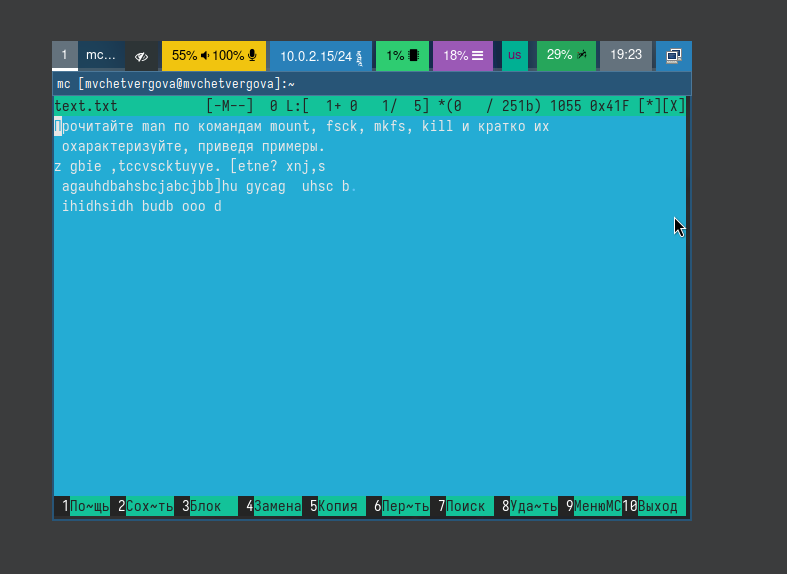 1 mc... 55% 100% 10.0.2.15/24 1% 18% us 29% 19:23
mc [mvchetvergova@mvchetvergova]:~
text.txt [-M--] 0 L:[ 1+ 0 1/ 5] *(0 / 251b) 1055 0x41F [*][X]
Прочитайте man по командам mount, fsck, mkfs, kill и кратко их
охарактеризуйте, приведя примеры.
z gbie ,tccvscktuyye. [etne? xnj,s
agauhdbahsbcjabcjbb]hu gycag uhsc b.
ihidhsidh budb ooo d
1По~щь 2Сох~ть 3Блок 4Замена 5Копия 6Пер~ть 7Поиск 8Уда~ть 9МенюMC10Выход